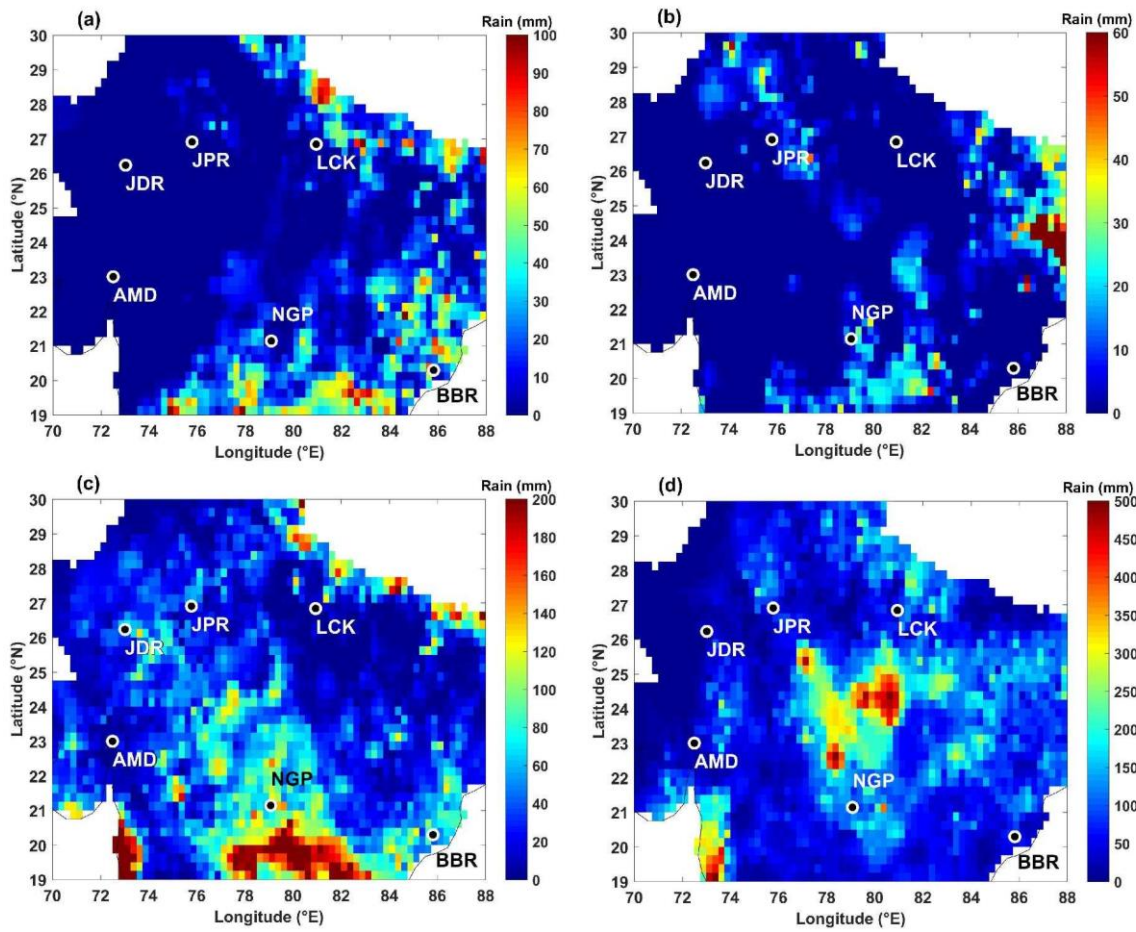 (a)
Rain (mm)
30
29
28
27
26
25
24
23
22
21
20
19
Latitude (°N)
JPR
JDR
LCK
AMD
NGP
BBR
70 72 74 76 78 80 82 84 86 88
Longitude (°E)
100
90
80
70
60
50
40
30
20
10
0
(b)
Rain (mm)
30
29
28
27
26
25
24
23
22
21
20
19
Latitude (°N)
JPR
JDR
LCK
AMD
NGP
BBR
70 72 74 76 78 80 82 84 86 88
Longitude (°E)
60
50
40
30
20
10
0
(c)
Rain (mm)
30
29
28
27
26
25
24
23
22
21
20
19
Latitude (°N)
JPR
JDR
LCK
AMD
NGP
BBR
70 72 74 76 78 80 82 84 86 88
Longitude (°E)
200
180
160
140
120
100
80
60
40
20
0
(d)
Rain (mm)
30
29
28
27
26
25
24
23
22
21
20
19
Latitude (°N)
JPR
JDR
LCK
AMD
NGP
BBR
70 72 74 76 78 80 82 84 86 88
Longitude (°E)
500
450
400
350
300
250
200
150
100
50
0